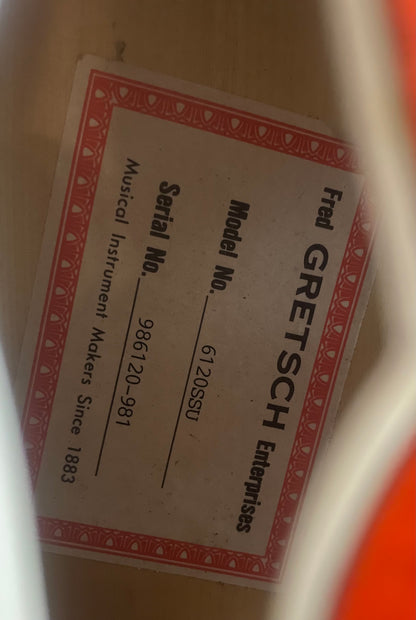 Fred GRETSCH Enterprises
Model No. 6120SSU
Serial No. 986120-981
Musical Instrument Makers Since 1883